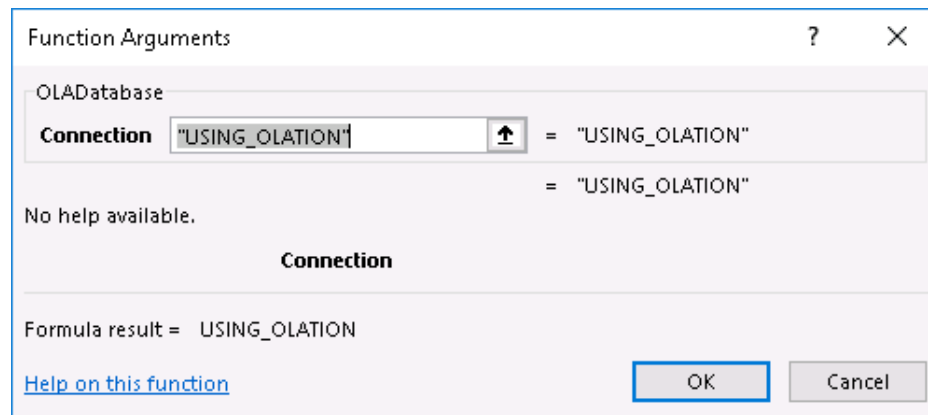 Function Arguments ? X
OLADatabase
Connection "USING_OLATION" = "USING_OLATION"
= "USING_OLATION"
No help available.
Connection
Formula result = USING_OLATION
Help on this function OK Cancel